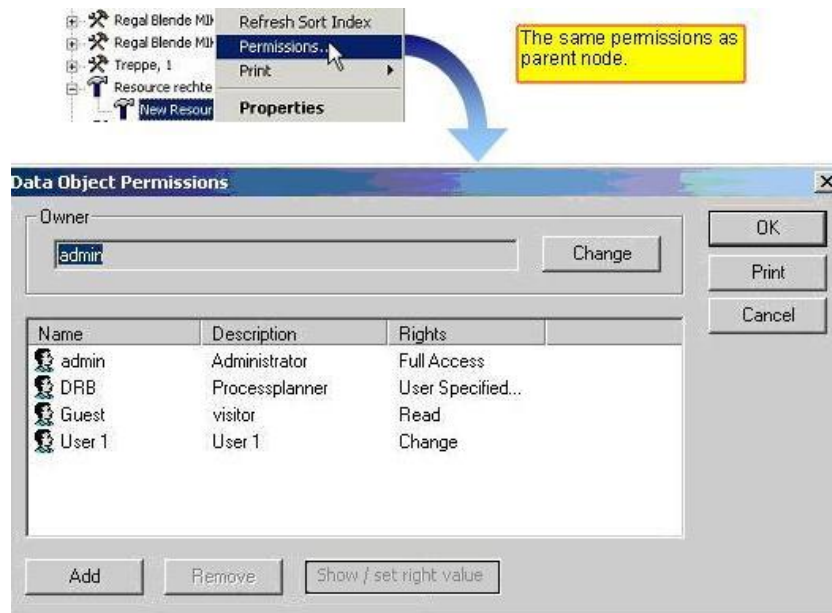 Regal Blende MIH
Refresh Sort Index
Regal Blende MIH
Permissions...
Treppe, 1
Print
Resource rechte
New Resour
Properties
The same permissions as
parent node.
Data Object Permissions
Owner
admin
Change
OK
Print
Cancel
Name Description Rights
admin Administrator Full Access
DRB Processplanner User Specified...
Guest visitor Read
User 1 User 1 Change
Add
Remove
Show / set right value